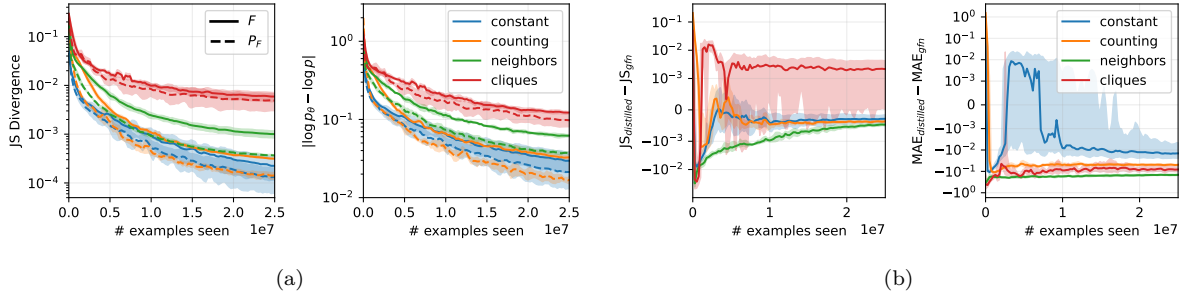 JS Divergence
10⁻¹
10⁻²
10⁻³
10⁻⁴
F
P_F
0.0 0.5 1.0 1.5 2.0 2.5
1e7
# examples seen
|log p_θ − log p|
10⁰
10⁻¹
10⁻²
constant
counting
neighbors
cliques
0.0 0.5 1.0 1.5 2.0 2.5
1e7
# examples seen
(a)
JS_distilled − JS_gfn
10⁻¹
10⁻²
10⁻³
0
−10⁻³
−10⁻²
0 1 2
1e7
# examples seen
MAE_distilled − MAE_gfn
10⁰
10⁻¹
10⁻²
10⁻³
0
−10⁻³
−10⁻²
−10⁻¹
−10⁰
constant
counting
neighbors
cliques
0 1 2
1e7
# examples seen
(b)